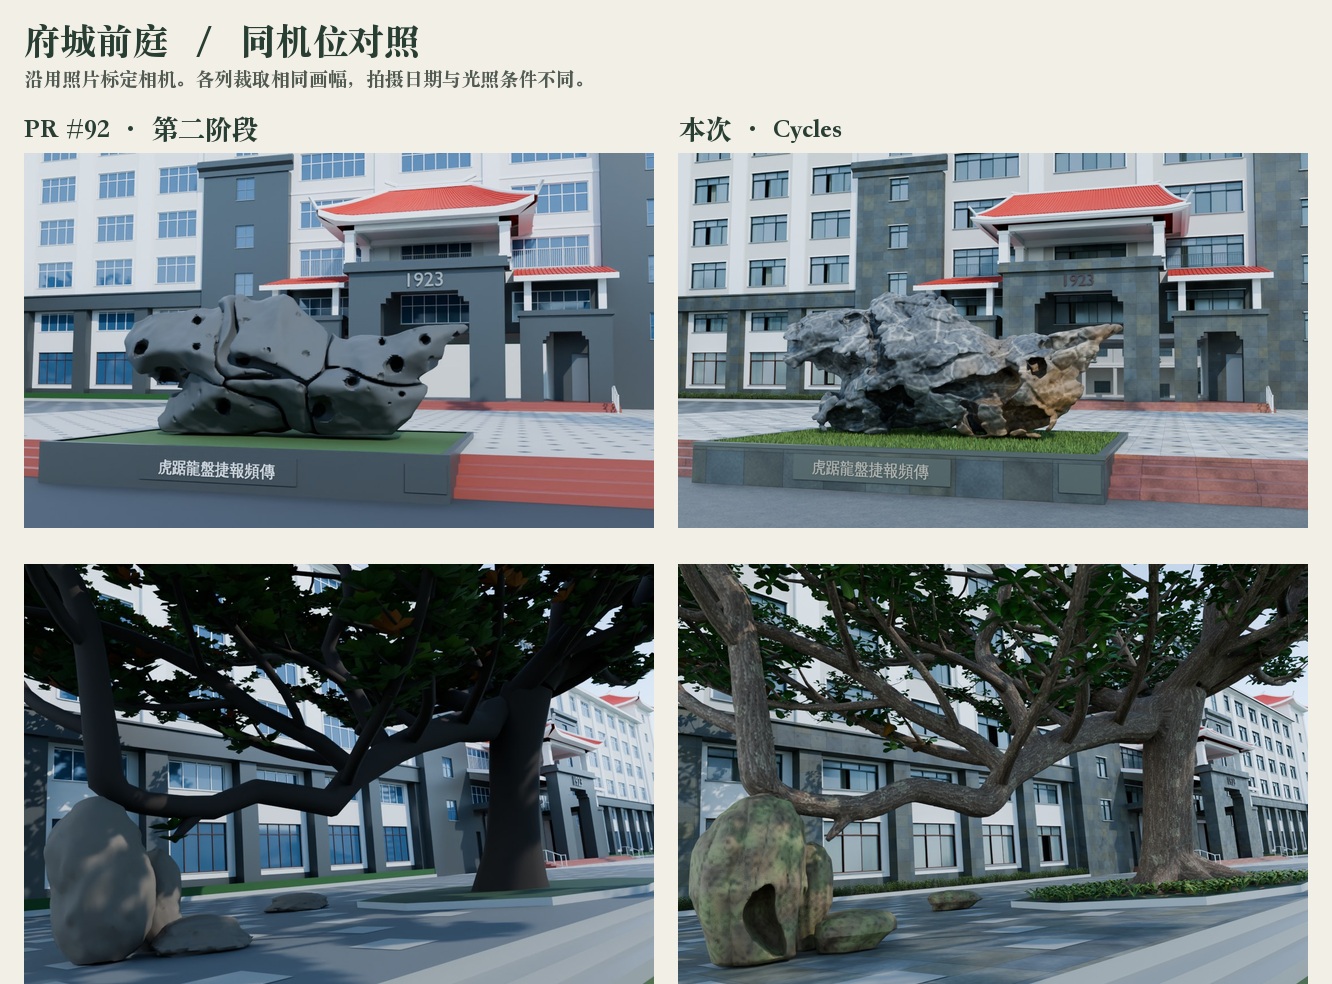 府城前庭 / 同机位对照
沿用照片标定相机。各列裁取相同画幅，拍摄日期与光照条件不同。
PR #92 · 第二阶段
本次 · Cycles
1923
虎踞龍盤捷報頻傳
1923
虎踞龍盤捷報頻傳